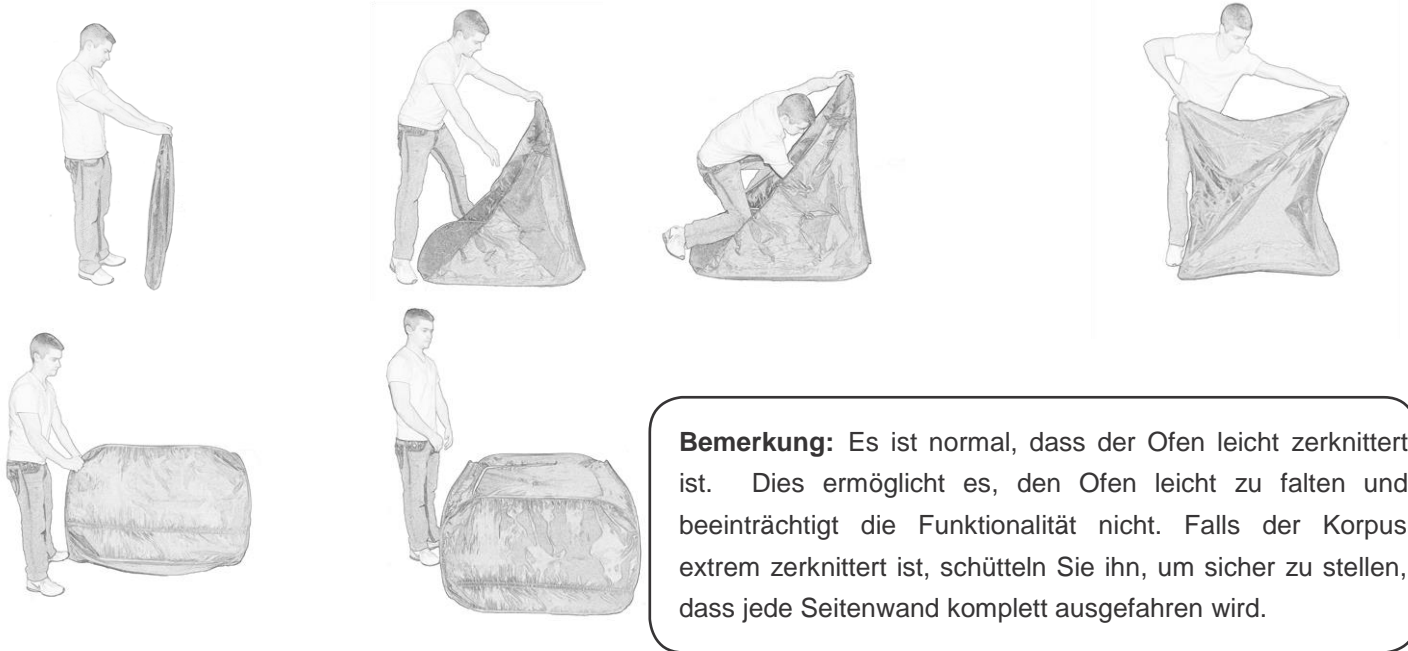 Bemerkung: Es ist normal, dass der Ofen leicht zerknittert
ist. Dies ermöglicht es, den Ofen leicht zu falten und
beeinträchtigt die Funktionalität nicht. Falls der Korpus
extrem zerknittert ist, schütteln Sie ihn, um sicher zu stellen,
dass jede Seitenwand komplett ausgefahren wird.